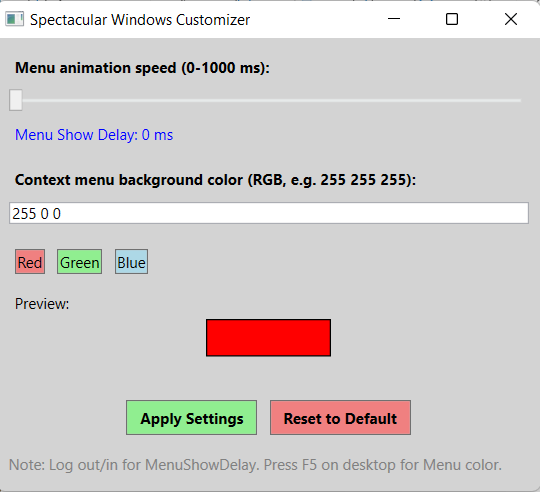 Spectacular Windows Customizer
Menu animation speed (0-1000 ms):
Menu Show Delay: 0 ms
Context menu background color (RGB, e.g. 255 255 255):
255 0 0
Red Green Blue
Preview:
Apply Settings Reset to Default
Note: Log out/in for MenuShowDelay. Press F5 on desktop for Menu color.